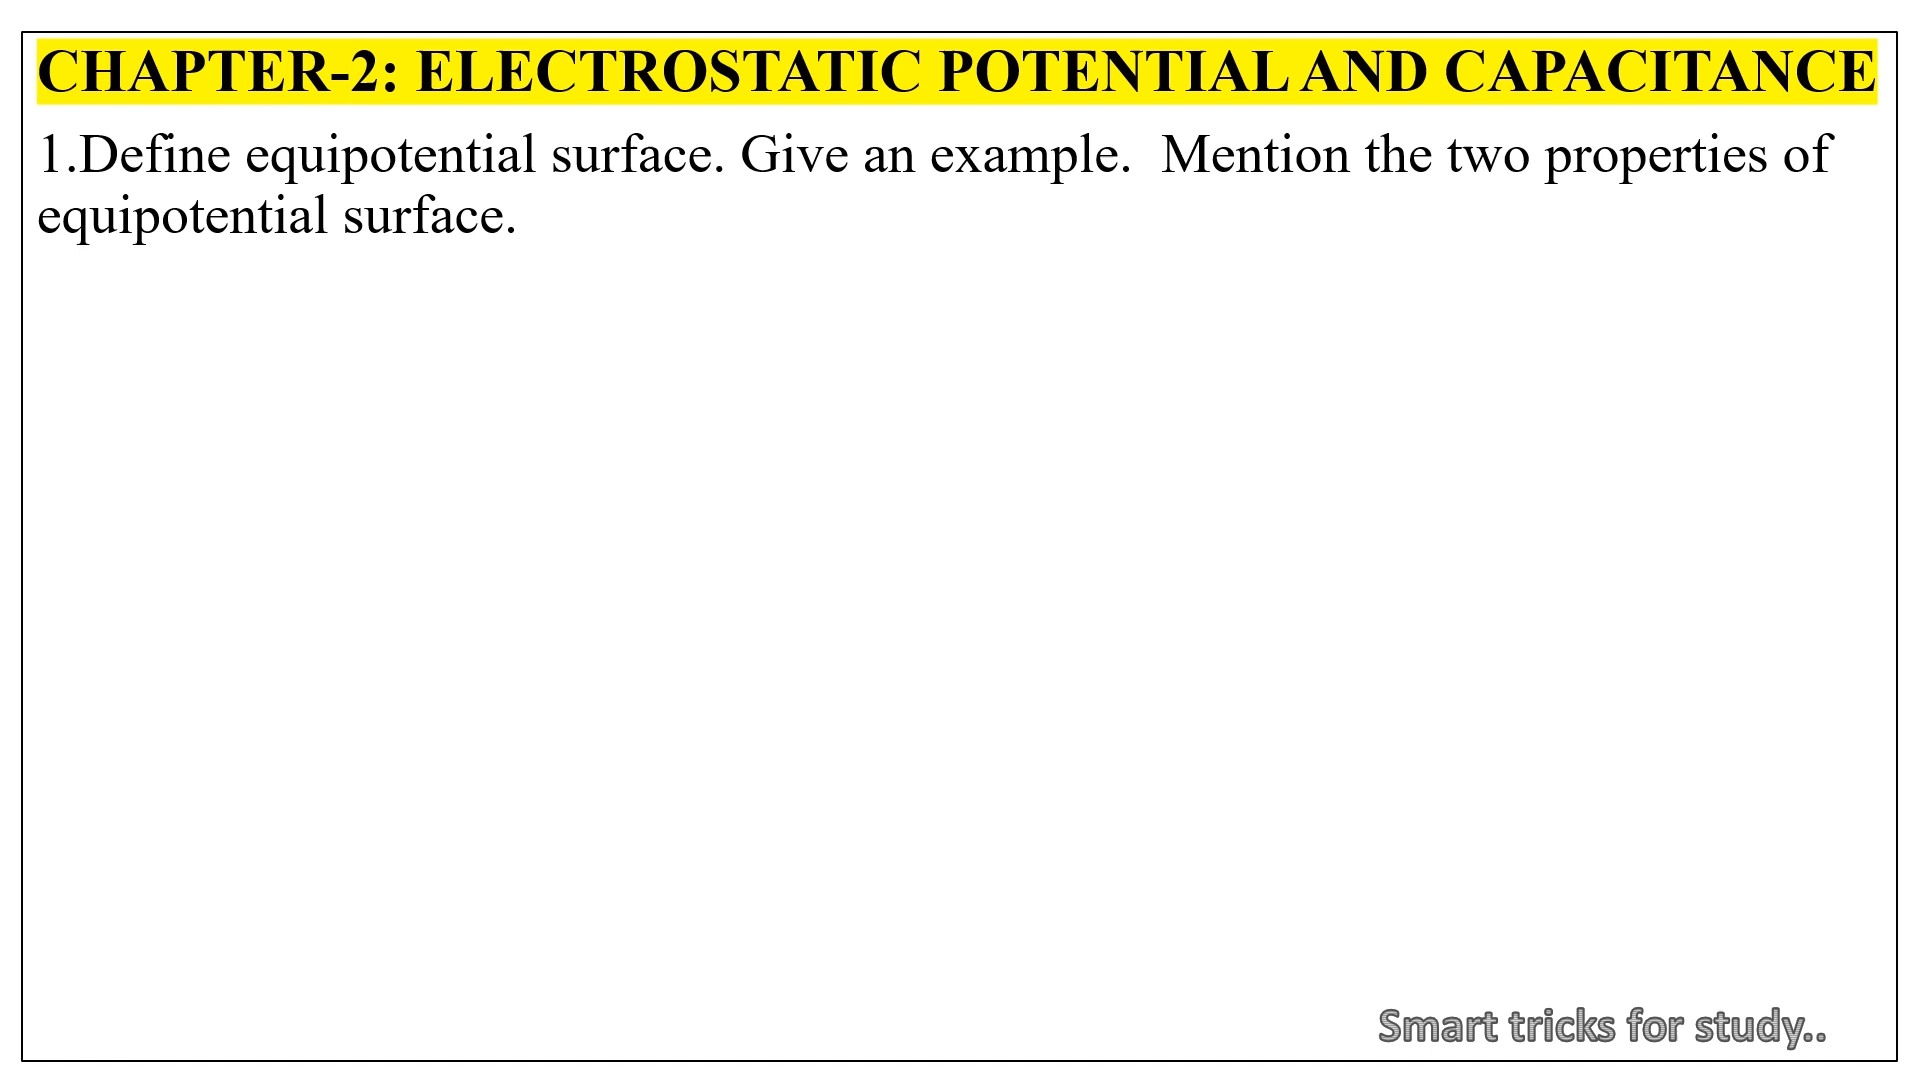 CHAPTER-2: ELECTROSTATIC POTENTIAL AND CAPACITANCE
1.Define equipotential surface. Give an example.  Mention the two properties of
equipotential surface.
Smart tricks for study..